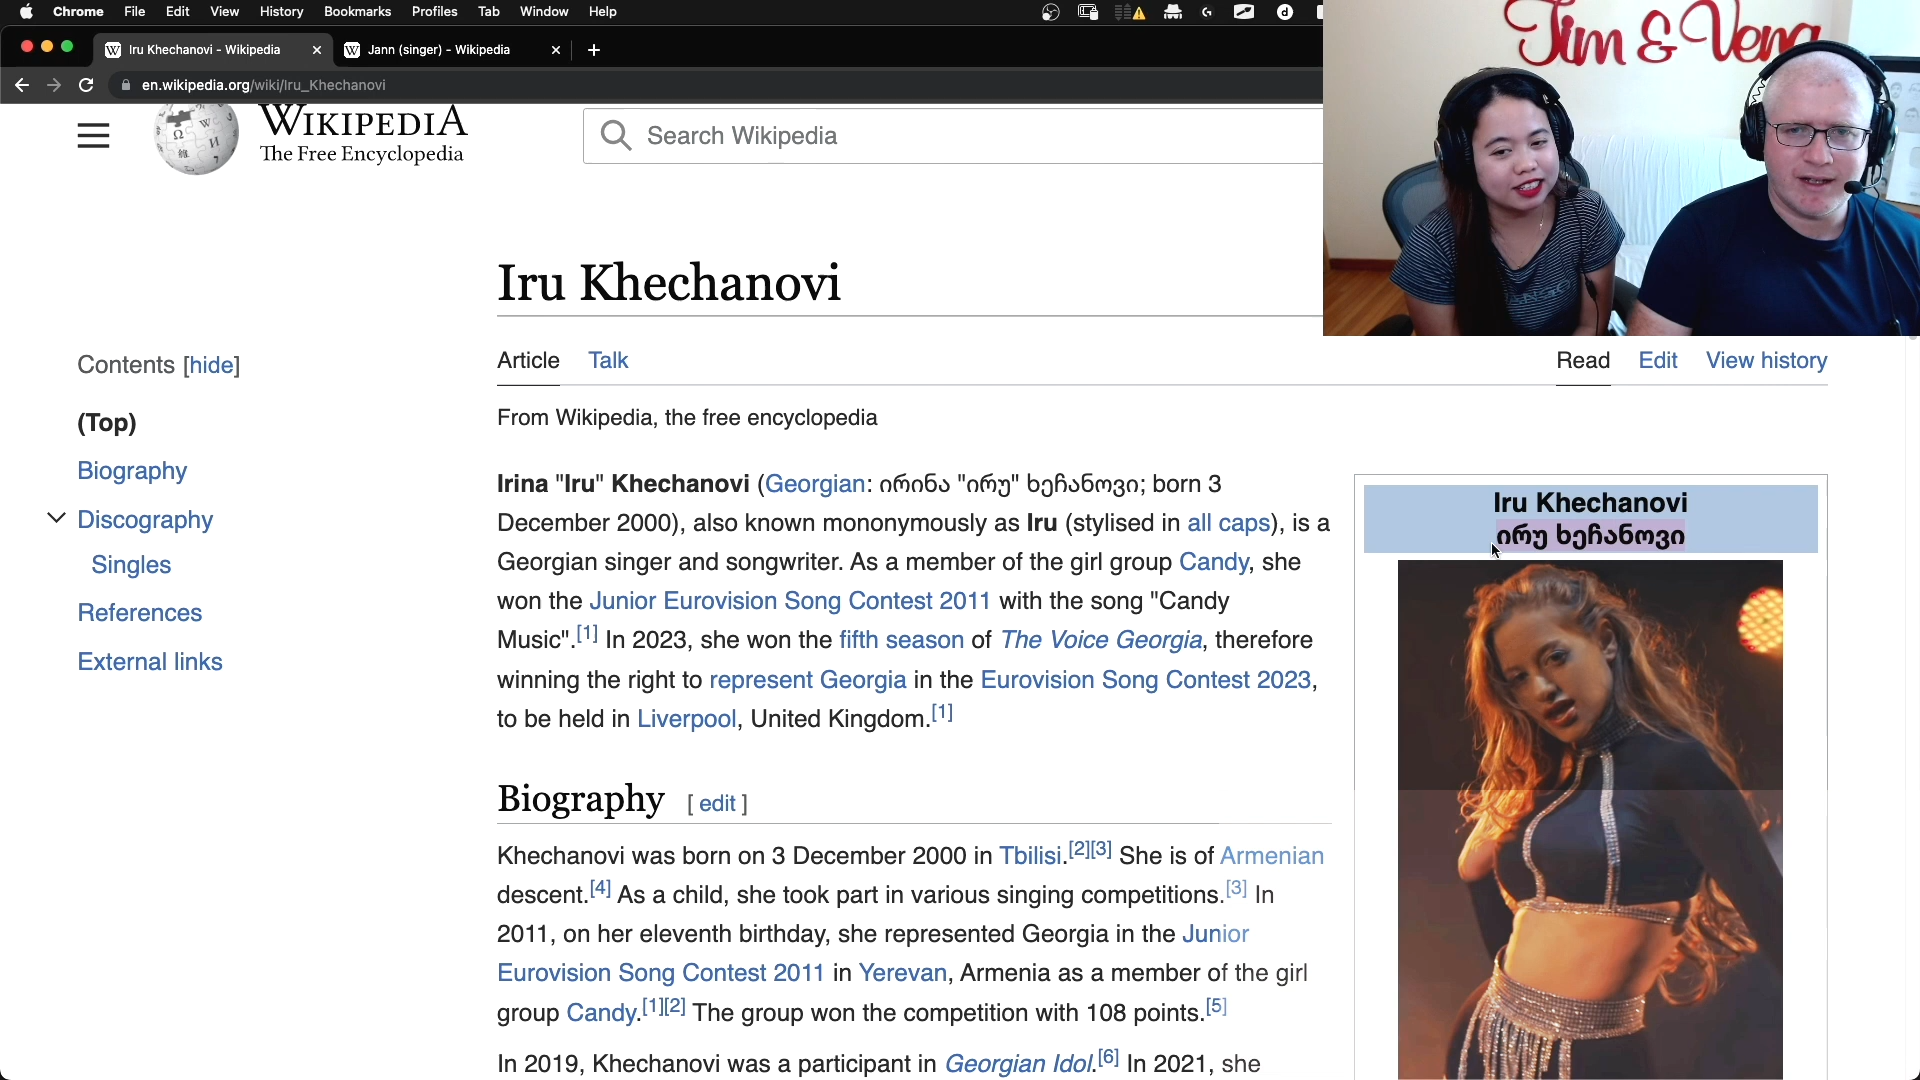 Chrome File Edit View History Bookmarks Profiles Tab Window Help
Iru Khechanovi - Wikipedia
Jann (singer) - Wikipedia
en.wikipedia.org/wiki/Iru_Khechanovi
Tim & Vena
WIKIPEDIA
The Free Encyclopedia
Search Wikipedia
Iru Khechanovi
Contents [hide]
(Top)
Biography
Discography
Singles
References
External links
Article Talk
Read Edit View history
From Wikipedia, the free encyclopedia
Irina "Iru" Khechanovi (Georgian: ირინა "ირუ" ხეჩანოვი; born 3
December 2000), also known mononymously as Iru (stylised in all caps), is a
Georgian singer and songwriter. As a member of the girl group Candy, she
won the Junior Eurovision Song Contest 2011 with the song "Candy
Music".[1] In 2023, she won the fifth season of The Voice Georgia, therefore
winning the right to represent Georgia in the Eurovision Song Contest 2023,
to be held in Liverpool, United Kingdom.[1]
Iru Khechanovi
ირუ ხეჩანოვი
Biography [ edit ]
Khechanovi was born on 3 December 2000 in Tbilisi.[2][3] She is of Armenian
descent.[4] As a child, she took part in various singing competitions.[3] In
2011, on her eleventh birthday, she represented Georgia in the Junior
Eurovision Song Contest 2011 in Yerevan, Armenia as a member of the girl
group Candy.[1][2] The group won the competition with 108 points.[5]
In 2019, Khechanovi was a participant in Georgian Idol.[6] In 2021, she